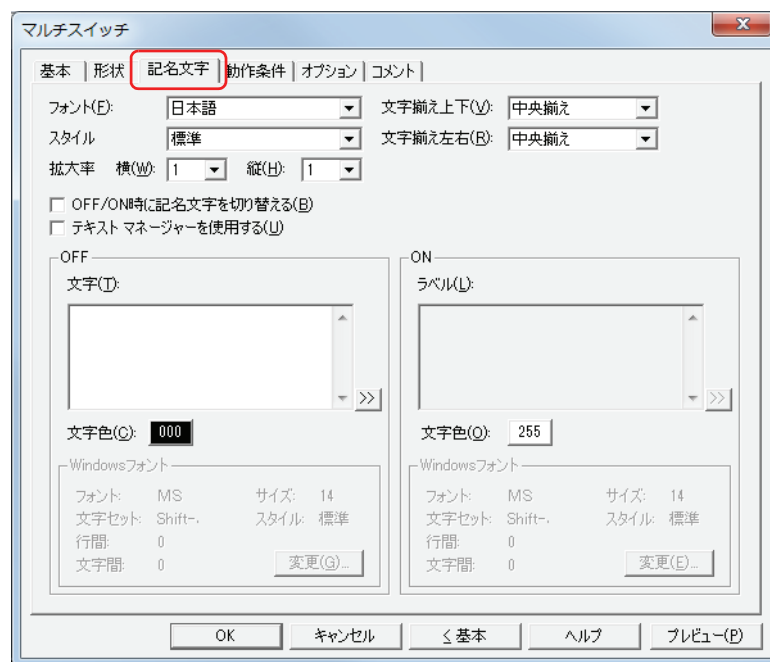 マルチスイッチ
基本 形状 記名文字 動作条件 オプション コメント
フォント(F): 日本語 文字揃え上下(V): 中央揃え
スタイル 標準 文字揃え左右(R): 中央揃え
拡大率 横(W): 1 縦(H): 1
OFF/ON時に記名文字を切り替える(B)
テキスト マネージャーを使用する(U)
OFF
文字(T):
>>
文字色(C): 000
Windowsフォント
フォント: MS サイズ: 14
文字セット: Shift-. スタイル: 標準
行間: 0
文字間: 0 変更(G)...
ON
ラベル(L):
>>
文字色(O): 255
Windowsフォント
フォント: MS サイズ: 14
文字セット: Shift-. スタイル: 標準
行間: 0
文字間: 0 変更(E)...
OK キャンセル < 基本 ヘルプ プレビュー(P)